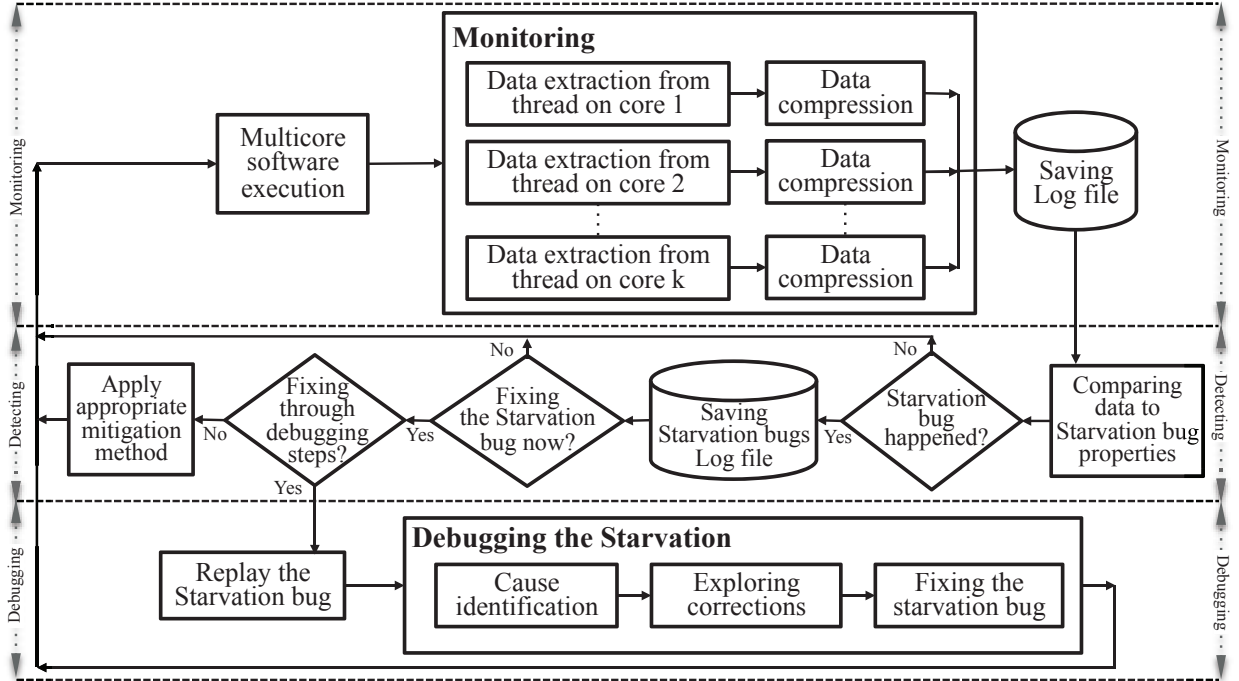 Monitoring
Data extraction from
thread on core 1
Data
compression
Multicore
software
execution
Data extraction from
thread on core 2
Data
compression
Saving
Log file
Data extraction from
thread on core k
Data
compression
Monitoring
Monitoring
No
No
Apply
appropriate
mitigation
method
No
Fixing
through
debugging
steps?
Yes
Yes
Fixing
the Starvation
bug now?
Saving
Starvation bugs
Log file
Yes
Starvation
bug
happened?
Comparing
data to
Starvation bug
properties
Detecting
Detecting
Replay the
Starvation bug
Debugging the Starvation
Cause
identification
Exploring
corrections
Fixing the
starvation bug
Debugging
Debugging